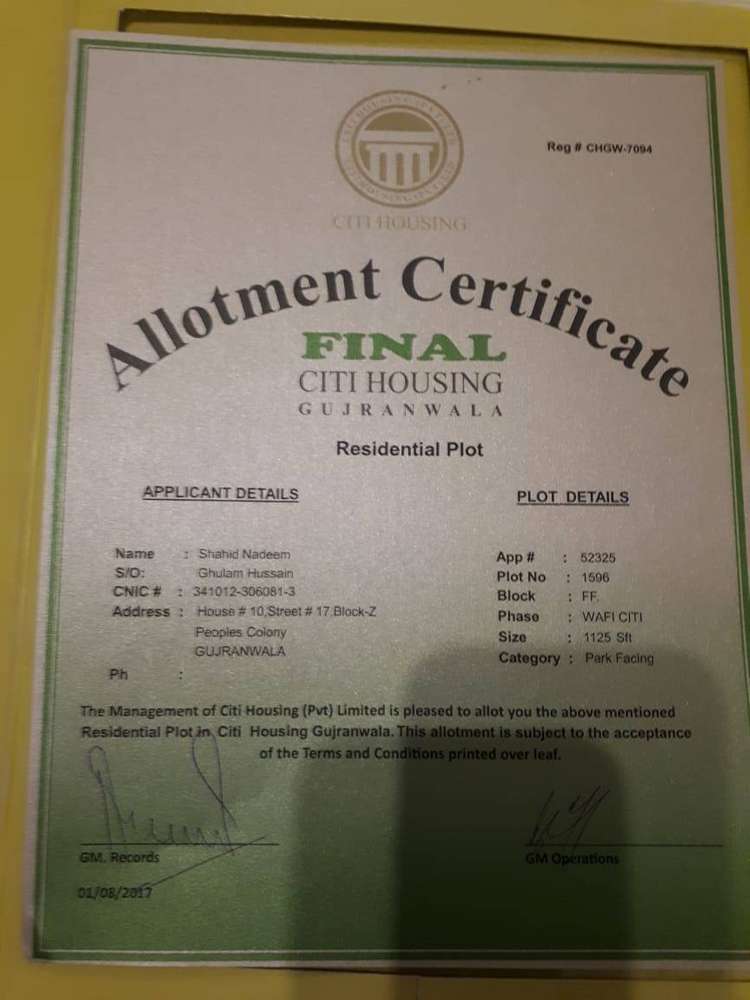 Reg # CHGW-7094
CITI HOUSING
Allotment Certificate
FINAL
CITI HOUSING
GUJRANWALA
Residential Plot
APPLICANT DETAILS
Name : Shahid Nadeem
S/O: Ghulam Hussain
CNIC # : 341012-306081-3
Address : House # 10,Street # 17,Block-Z
Peoples Colony
GUJRANWALA
Ph :
PLOT DETAILS
App # : 52325
Plot No : 1596
Block : FF.
Phase : WAFI CITI
Size : 1125 Sft
Category : Park Facing
The Management of Citi Housing (Pvt) Limited is pleased to allot you the above mentioned
Residential Plot in Citi Housing Gujranwala. This allotment is subject to the acceptance
of the Terms and Conditions printed over leaf.
GM. Records
01/08/2017
GM Operations